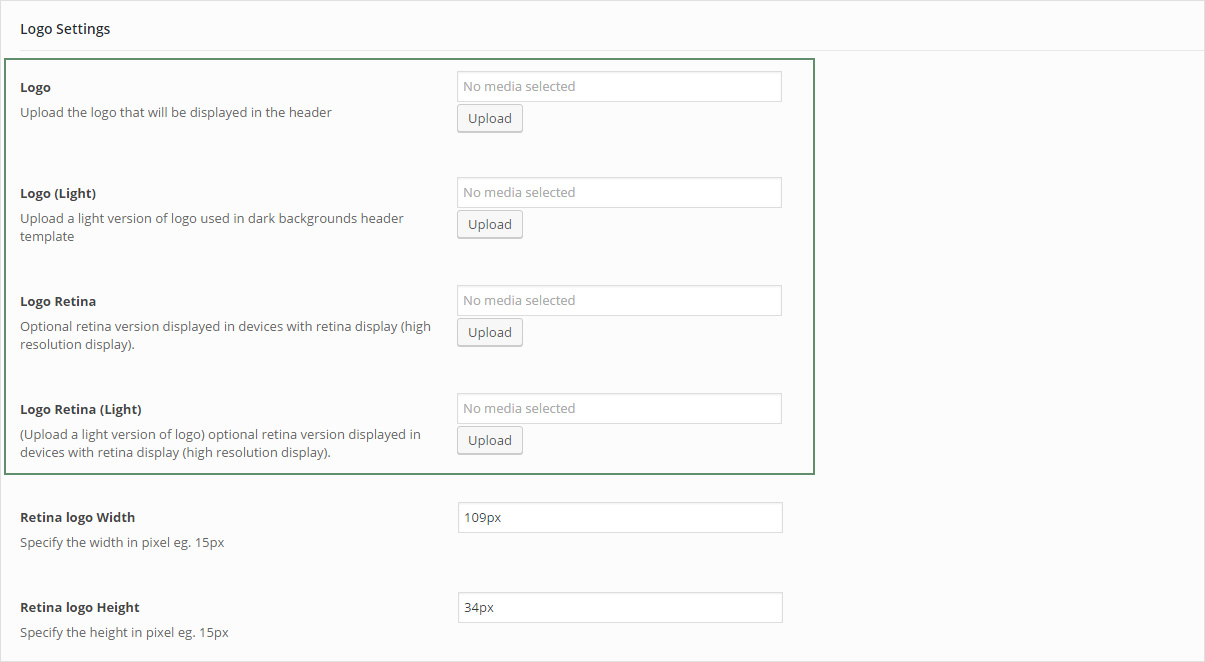 Logo Settings
Logo
No media selected
Upload the logo that will be displayed in the header
Upload
Logo (Light)
No media selected
Upload a light version of logo used in dark backgrounds header
template
Upload
Logo Retina
No media selected
Optional retina version displayed in devices with retina display (high
resolution display).
Upload
Logo Retina (Light)
No media selected
(Upload a light version of logo) optional retina version displayed in
devices with retina display (high resolution display).
Upload
Retina logo Width
109px
Specify the width in pixel eg. 15px
Retina logo Height
34px
Specify the height in pixel eg. 15px